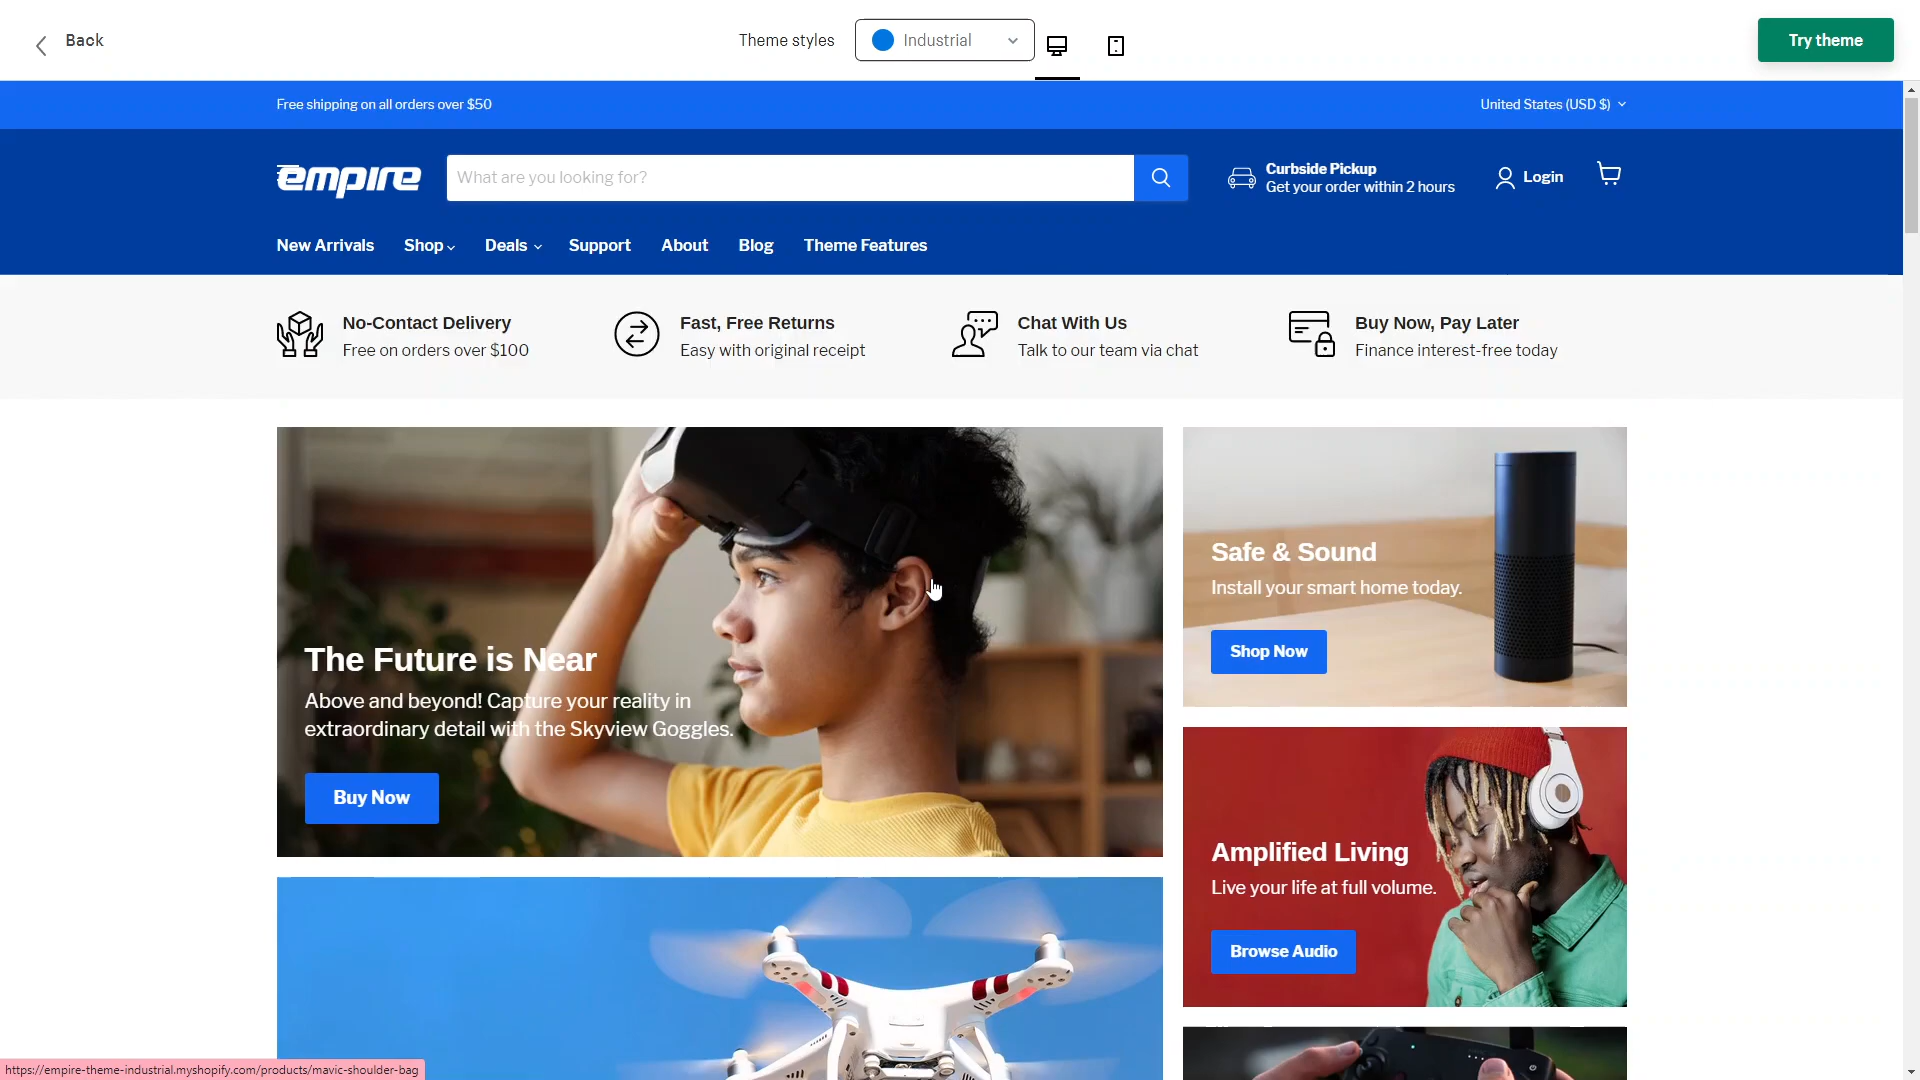 Back
Theme styles
Industrial
Try theme
Free shipping on all orders over $50
United States (USD $)
empire
What are you looking for?
Curbside Pickup
Get your order within 2 hours
Login
New Arrivals
Shop
Deals
Support
About
Blog
Theme Features
No-Contact Delivery
Free on orders over $100
Fast, Free Returns
Easy with original receipt
Chat With Us
Talk to our team via chat
Buy Now, Pay Later
Finance interest-free today
The Future is Near
Above and beyond! Capture your reality in
extraordinary detail with the Skyview Goggles.
Buy Now
Safe & Sound
Install your smart home today.
Shop Now
Amplified Living
Live your life at full volume.
Browse Audio
https://empire-theme-industrial.myshopify.com/products/mavic-shoulder-bag